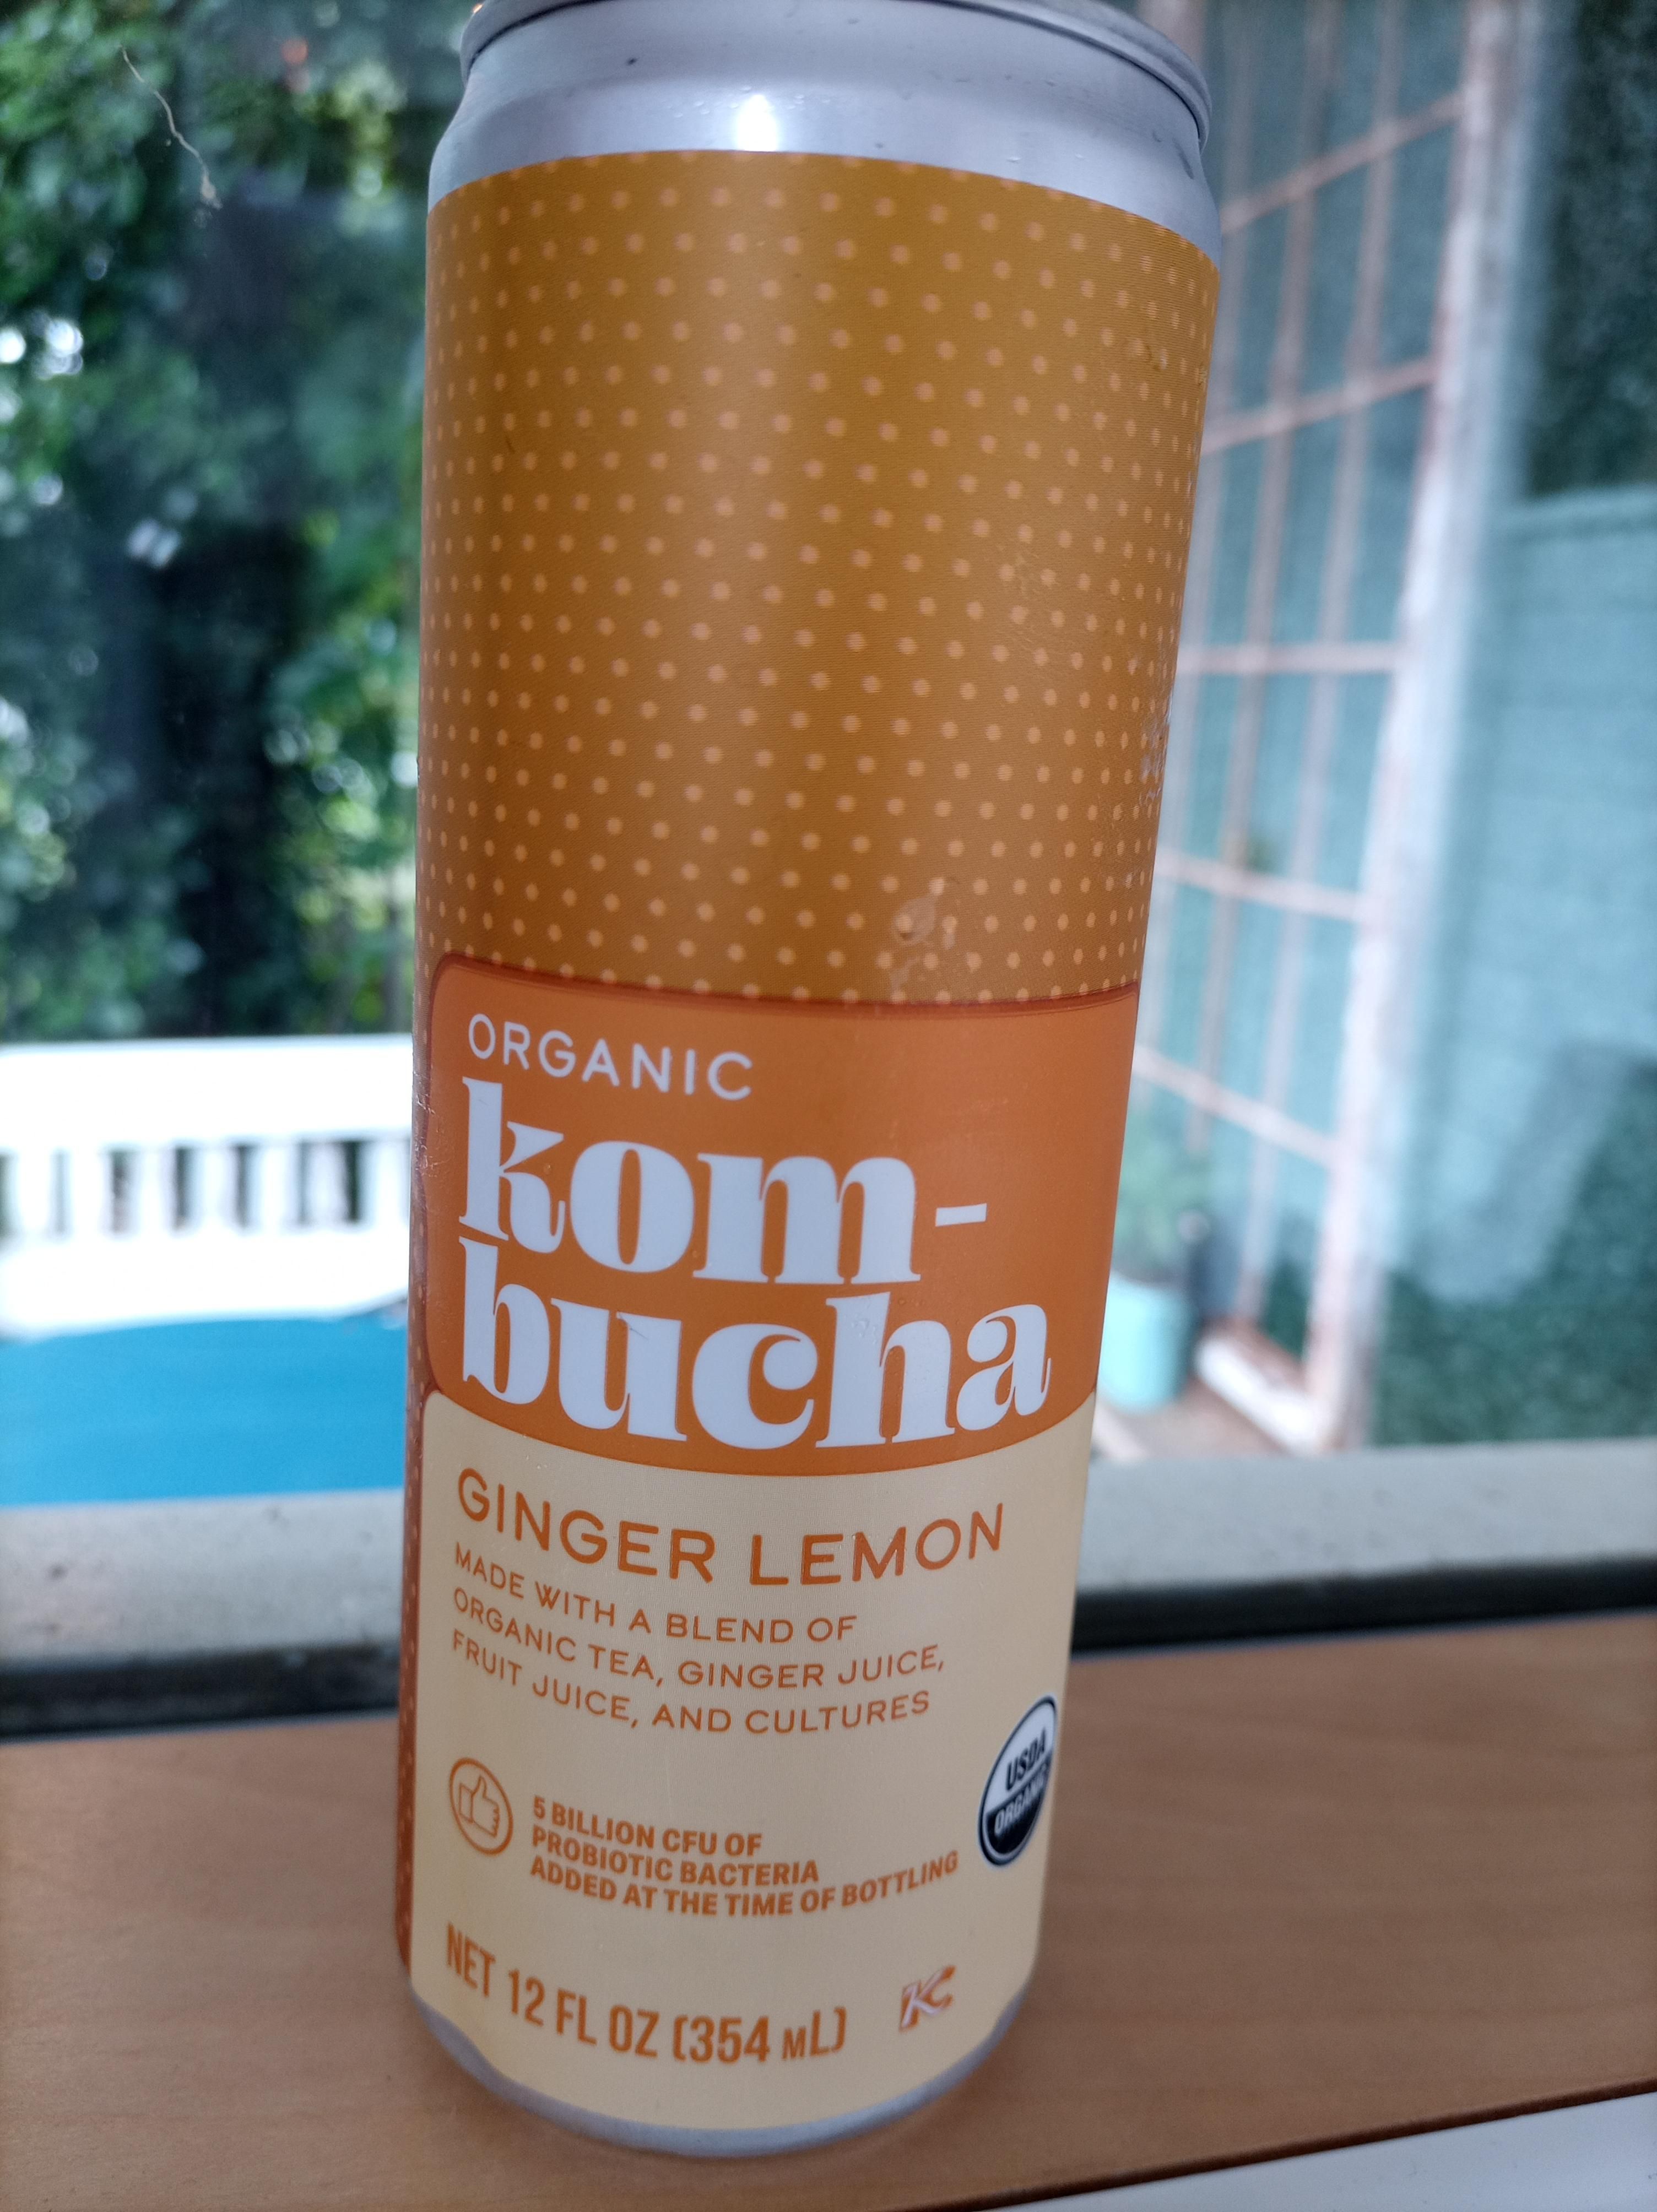 ORGANIC
kom-
bucha
GINGER LEMON
MADE WITH A BLEND OF
ORGANIC TEA, GINGER JUICE,
FRUIT JUICE, AND CULTURES
5 BILLION CFU OF
PROBIOTIC BACTERIA
ADDED AT THE TIME OF BOTTLING
USDA
ORGANIC
NET 12 FL OZ (354 mL)
KC